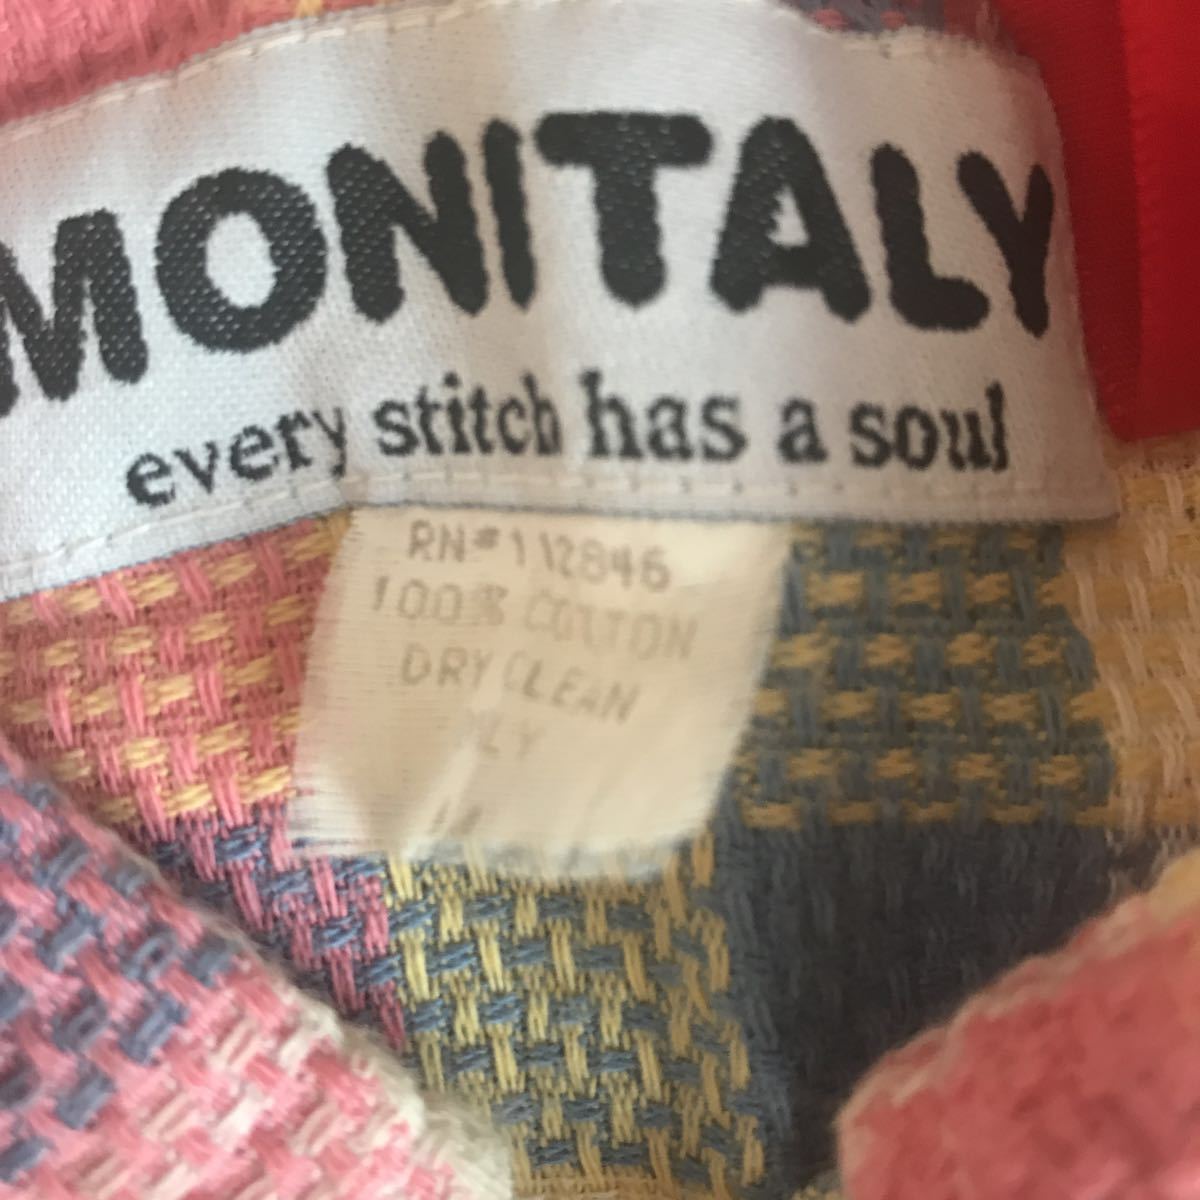 MONITALY
every stitch has a soul
RN#112846
100% COTTON
DRY CLEAN